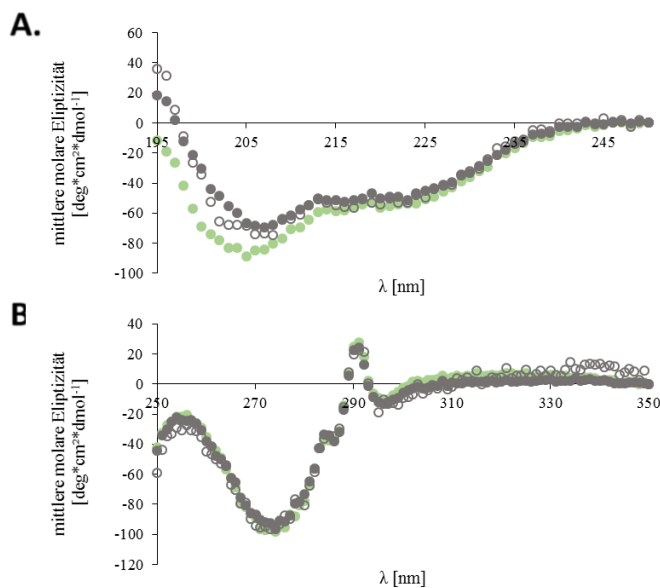 A.
60
40
20
0
-20
-40
-60
-80
-100
195 205 215 225 235 245
mittlere molare Eliptizität
[deg*cm²*dmol⁻¹]
λ [nm]
B
40
20
0
-20
-40
-60
-80
-100
-120
250 270 290 310 330 350
mittlere molare Eliptizität
[deg*cm²*dmol⁻¹]
λ [nm]